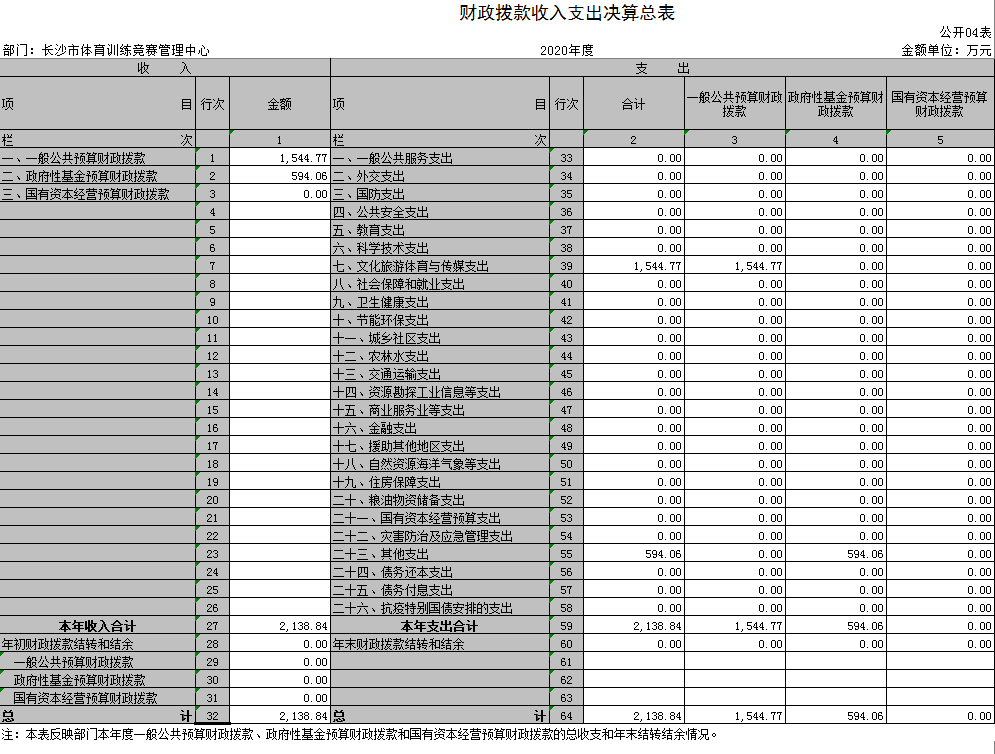 财政拨款收入支出决算总表
公开04表
部门：长沙市体育训练竞赛管理中心 2020年度 金额单位：万元
收 入 支 出
项 目 行次 金额 项 目 行次 合计 一般公共预算财政拨款 政府性基金预算财政拨款 国有资本经营预算财政拨款
栏 次 1 栏 次 2 3 4 5
一、一般公共预算财政拨款 1 1,544.77 一、一般公共服务支出 33 0.00 0.00 0.00 0.00
二、政府性基金预算财政拨款 2 594.06 二、外交支出 34 0.00 0.00 0.00 0.00
三、国有资本经营预算财政拨款 3 0.00 三、国防支出 35 0.00 0.00 0.00 0.00
4 四、公共安全支出 36 0.00 0.00 0.00 0.00
5 五、教育支出 37 0.00 0.00 0.00 0.00
6 六、科学技术支出 38 0.00 0.00 0.00 0.00
7 七、文化旅游体育与传媒支出 39 1,544.77 1,544.77 0.00 0.00
8 八、社会保障和就业支出 40 0.00 0.00 0.00 0.00
9 九、卫生健康支出 41 0.00 0.00 0.00 0.00
10 十、节能环保支出 42 0.00 0.00 0.00 0.00
11 十一、城乡社区支出 43 0.00 0.00 0.00 0.00
12 十二、农林水支出 44 0.00 0.00 0.00 0.00
13 十三、交通运输支出 45 0.00 0.00 0.00 0.00
14 十四、资源勘探工业信息等支出 46 0.00 0.00 0.00 0.00
15 十五、商业服务业等支出 47 0.00 0.00 0.00 0.00
16 十六、金融支出 48 0.00 0.00 0.00 0.00
17 十七、援助其他地区支出 49 0.00 0.00 0.00 0.00
18 十八、自然资源海洋气象等支出 50 0.00 0.00 0.00 0.00
19 十九、住房保障支出 51 0.00 0.00 0.00 0.00
20 二十、粮油物资储备支出 52 0.00 0.00 0.00 0.00
21 二十一、国有资本经营预算支出 53 0.00 0.00 0.00 0.00
22 二十二、灾害防治及应急管理支出 54 0.00 0.00 0.00 0.00
23 二十三、其他支出 55 594.06 0.00 594.06 0.00
24 二十四、债务还本支出 56 0.00 0.00 0.00 0.00
25 二十五、债务付息支出 57 0.00 0.00 0.00 0.00
26 二十六、抗疫特别国债安排的支出 58 0.00 0.00 0.00 0.00
本年收入合计 27 2,138.84 本年支出合计 59 2,138.84 1,544.77 594.06 0.00
年初财政拨款结转和结余 28 0.00 年末财政拨款结转和结余 60 0.00 0.00 0.00 0.00
一般公共预算财政拨款 29 0.00 61
政府性基金预算财政拨款 30 0.00 62
国有资本经营预算财政拨款 31 0.00 63
总 计 32 2,138.84 总 计 64 2,138.84 1,544.77 594.06 0.00
注：本表反映部门本年度一般公共预算财政拨款、政府性基金预算财政拨款和国有资本经营预算财政拨款的总收支和年末结转结余情况。